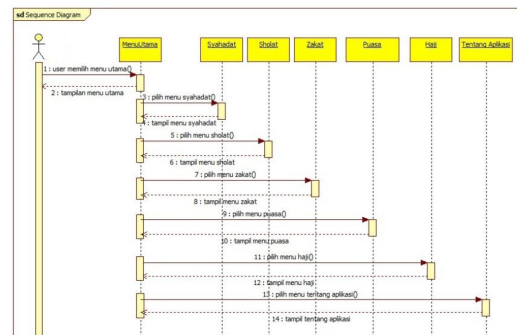 sd Sequence Diagram
MenuUtama
Syahadat
Sholat
Zakat
Puasa
Haji
Tentang Aplikasi
1 : user memilih menu utama()
2 : tampilan menu utama
3 : pilih menu syahadat()
4 : tampil menu syahadat
5 : pilih menu sholat()
6 : tampil menu sholat
7 : pilih menu zakat()
8 : tampil menu zakat
9 : pilih menu puasa()
10 : tampil menu puasa
11 : pilih menu haji()
12 : tampil menu haji
13 : pilih menu tentang aplikasi()
14 : tampil tentang aplikasi